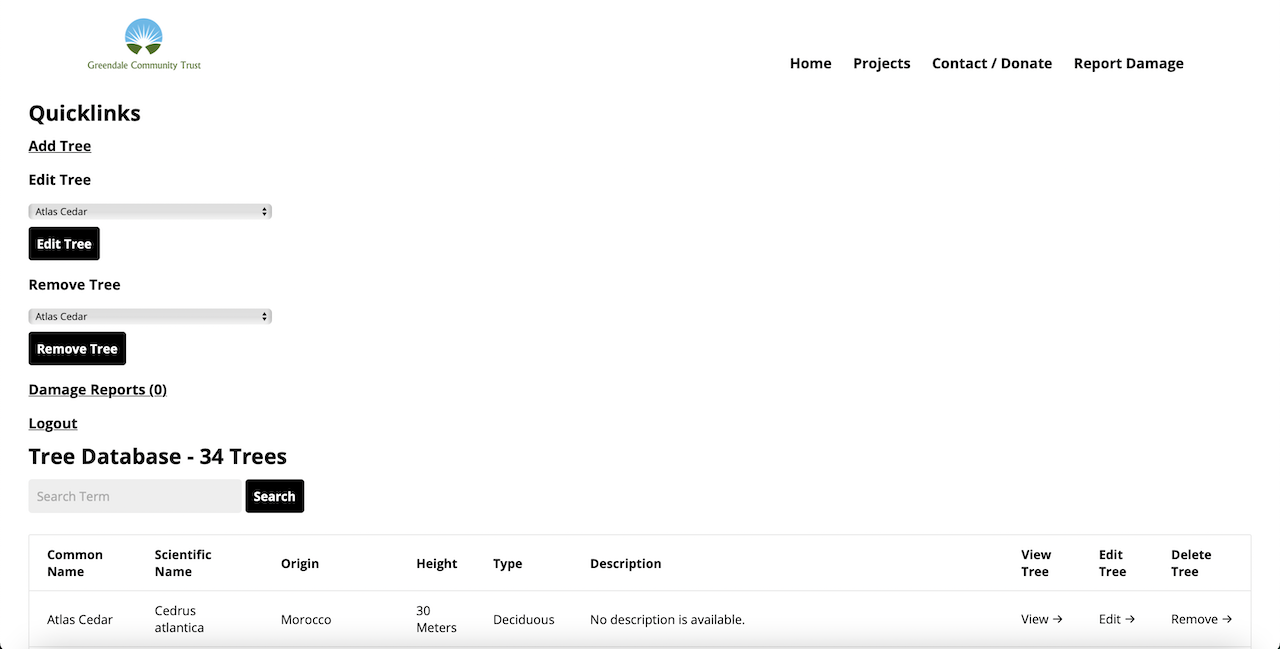 Greendale Community Trust
Home Projects Contact / Donate Report Damage
Quicklinks
Add Tree
Edit Tree
Atlas Cedar
Edit Tree
Remove Tree
Atlas Cedar
Remove Tree
Damage Reports (0)
Logout
Tree Database - 34 Trees
Search Term Search
Common Name Scientific Name Origin Height Type Description View Tree Edit Tree Delete Tree
Atlas Cedar Cedrus atlantica Morocco 30 Meters Deciduous No description is available. View → Edit → Remove →